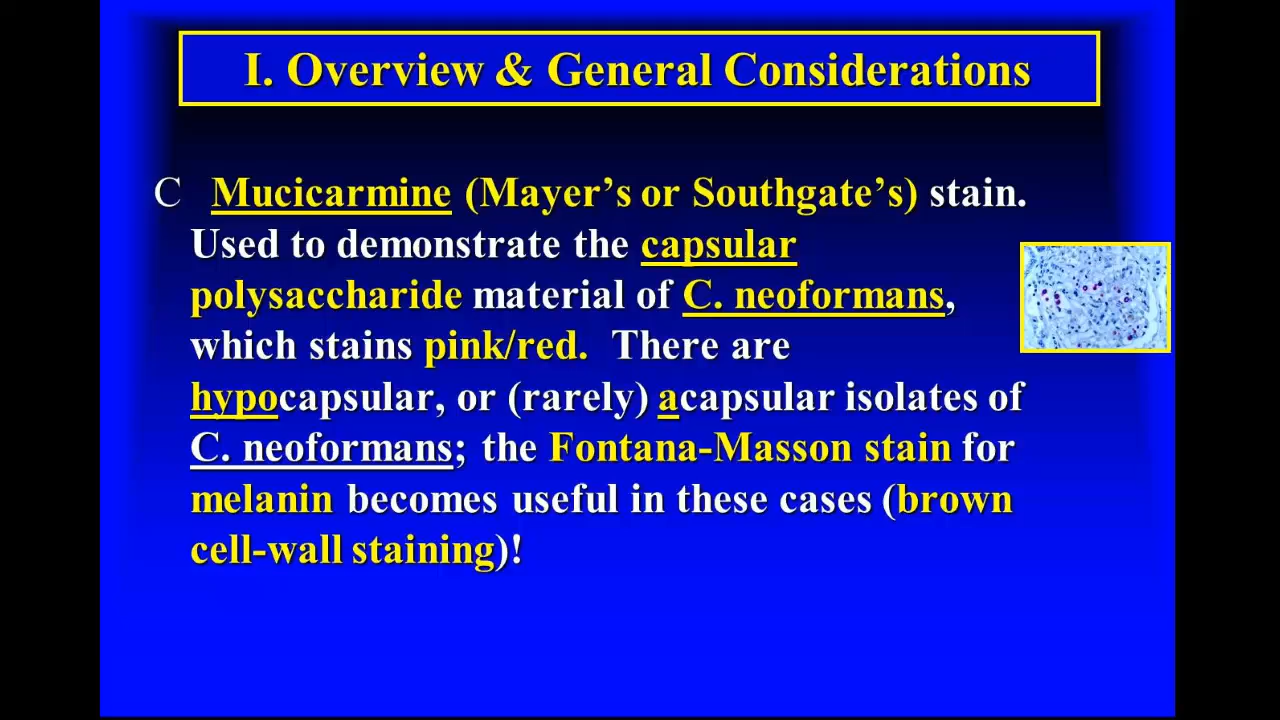 I. Overview & General Considerations
C Mucicarmine (Mayer’s or Southgate’s) stain.
Used to demonstrate the capsular
polysaccharide material of C. neoformans,
which stains pink/red. There are
hypocapsular, or (rarely) acapsular isolates of
C. neoformans; the Fontana-Masson stain for
melanin becomes useful in these cases (brown
cell-wall staining)!